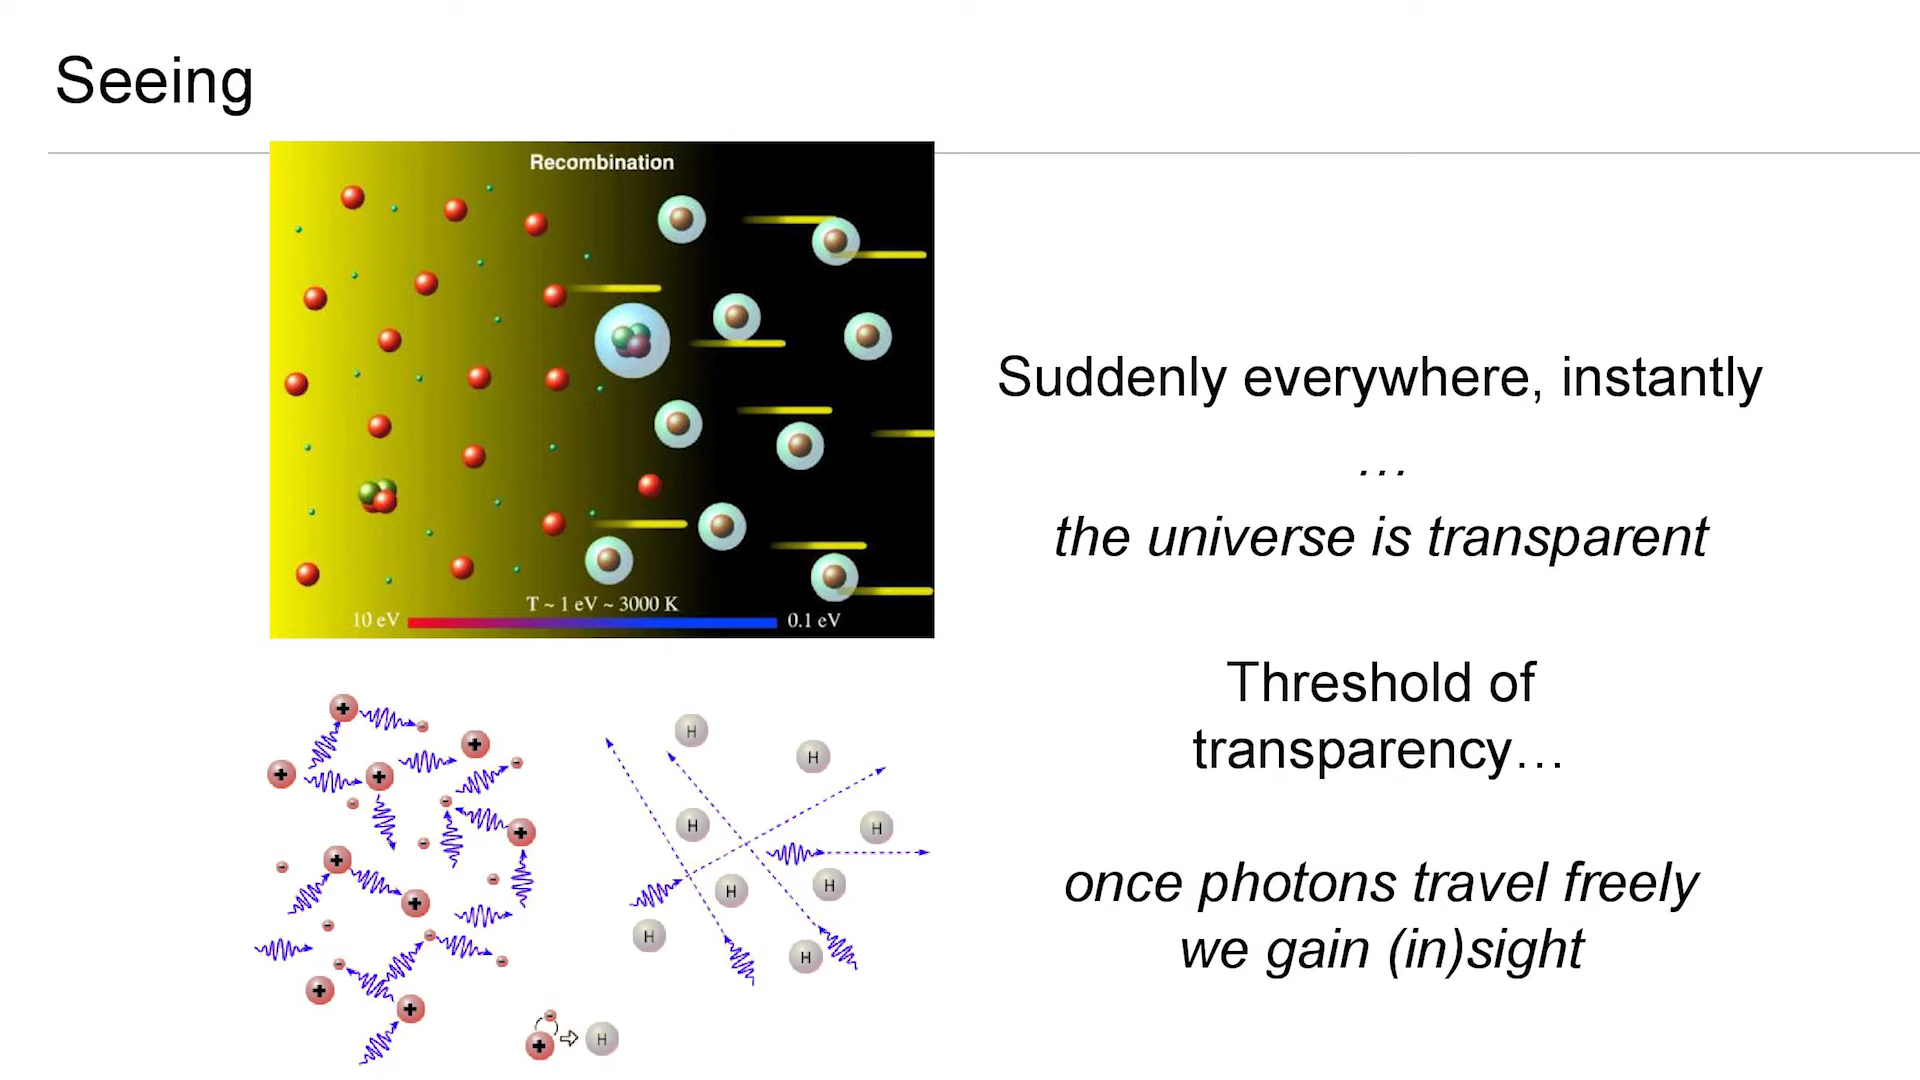 Seeing
Recombination
T ~ 1 eV ~ 3000 K
10 eV
0.1 eV
Suddenly everywhere, instantly
…
the universe is transparent
Threshold of
transparency…
once photons travel freely
we gain (in)sight
+
-
+
-
+
+
-
-
+
-
-
+
-
+
-
-
-
-
+
+
H
H
H
H
H
H
H
H
-
+
H